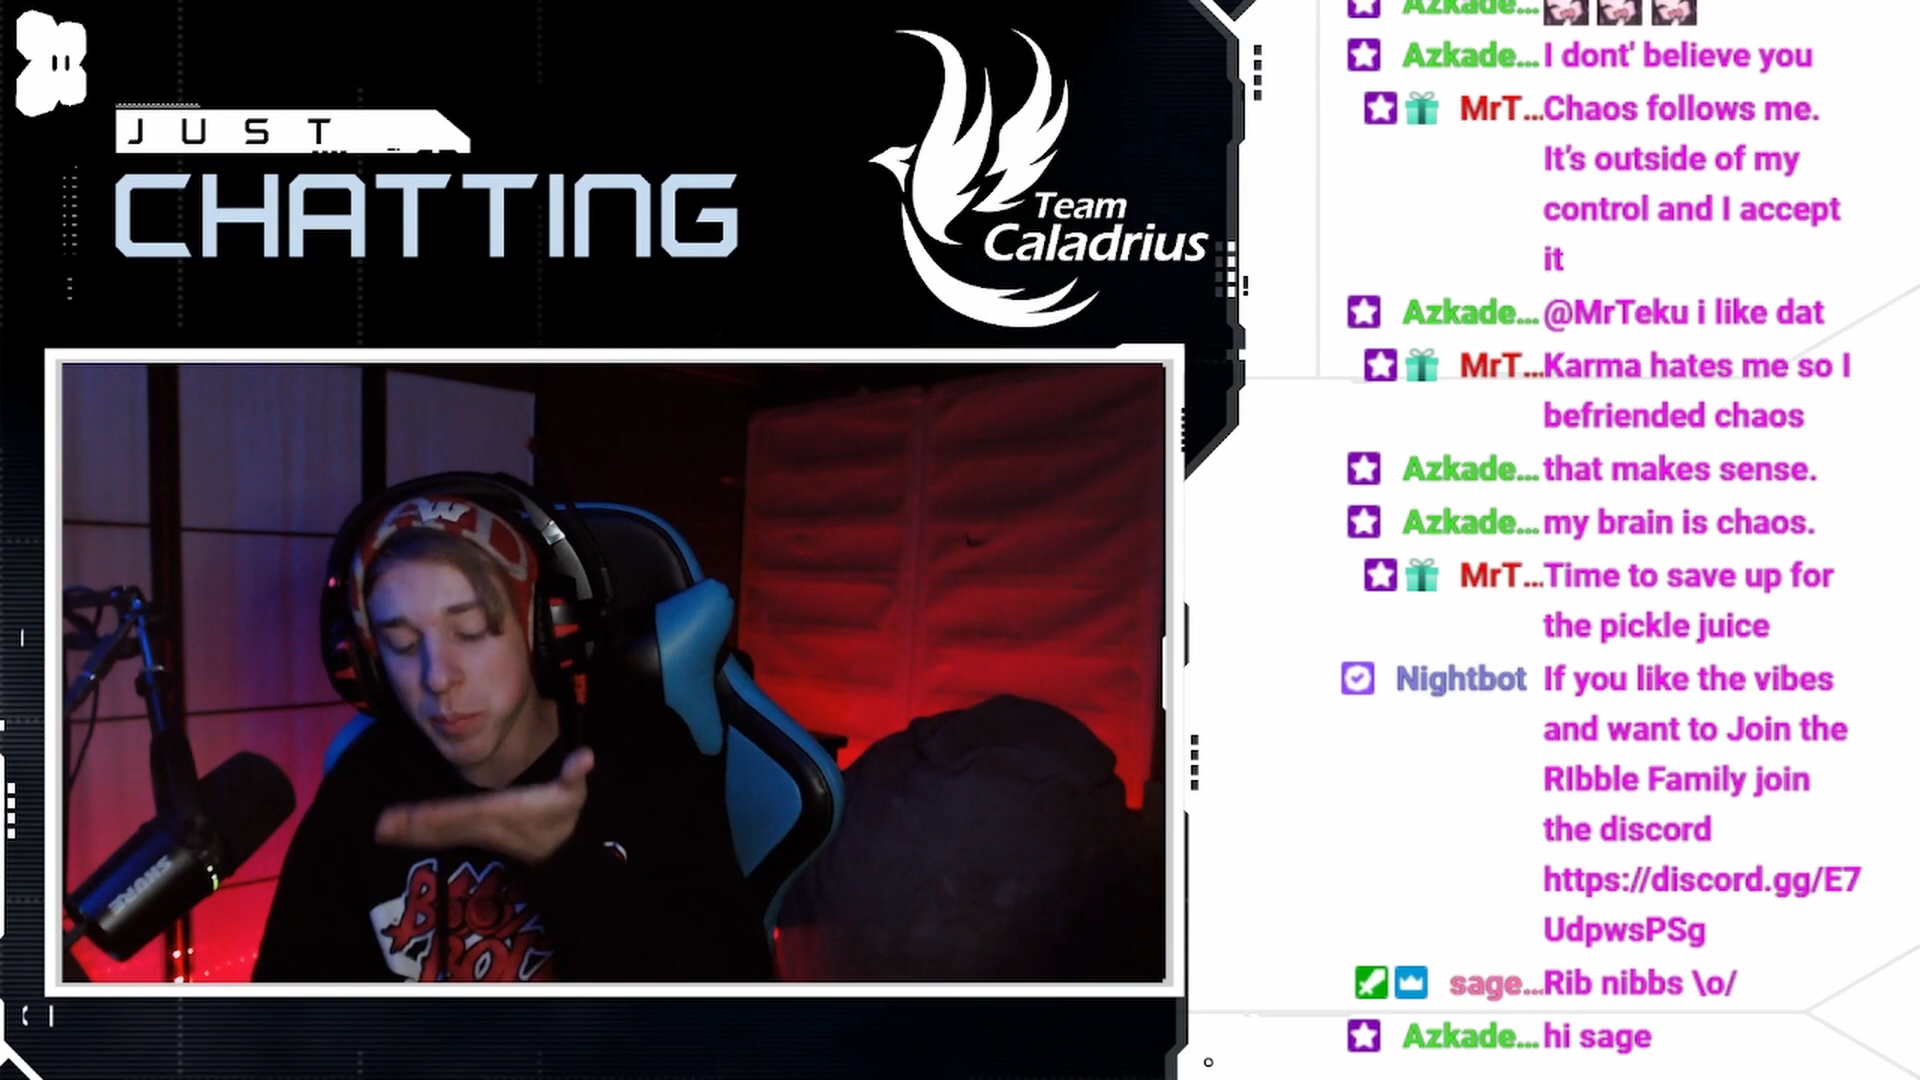 JUST
CHATTING
Team
Caladrius
SHURE
Azkade...
Azkade... I dont' believe you
MrT... Chaos follows me.
It's outside of my
control and I accept
it
Azkade... @MrTeku i like dat
MrT... Karma hates me so I
befriended chaos
Azkade... that makes sense.
Azkade... my brain is chaos.
MrT... Time to save up for
the pickle juice
Nightbot If you like the vibes
and want to Join the
RIbble Family join
the discord
https://discord.gg/E7
UdpwsPSg
sage... Rib nibbs \o/
Azkade... hi sage